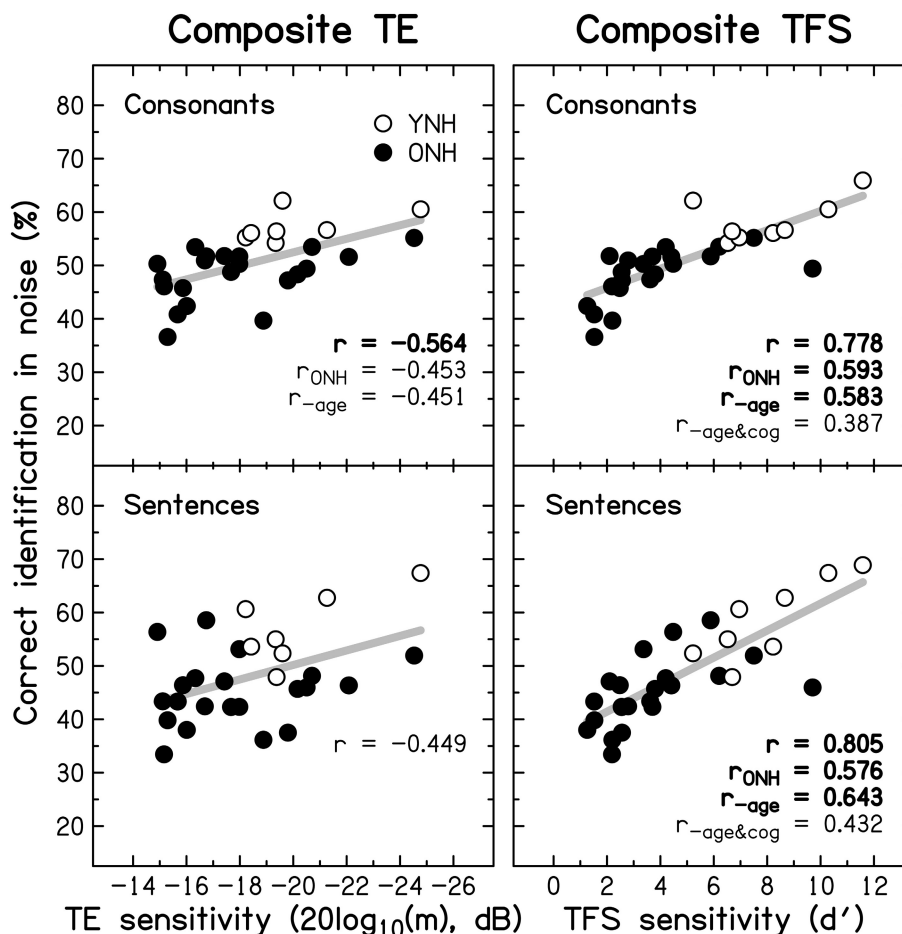 Composite TE
Composite TFS
Correct identification in noise (%)
Consonants
YNH
ONH
80
70
60
50
40
30
20
r = −0.564
rONH = −0.453
r−age = −0.451
Consonants
r = 0.778
rONH = 0.593
r−age = 0.583
r−age&cog = 0.387
Sentences
80
70
60
50
40
30
20
r = −0.449
Sentences
r = 0.805
rONH = 0.576
r−age = 0.643
r−age&cog = 0.432
−14 −16 −18 −20 −22 −24 −26
0 2 4 6 8 10 12
TE sensitivity (20log10(m), dB)
TFS sensitivity (d′)